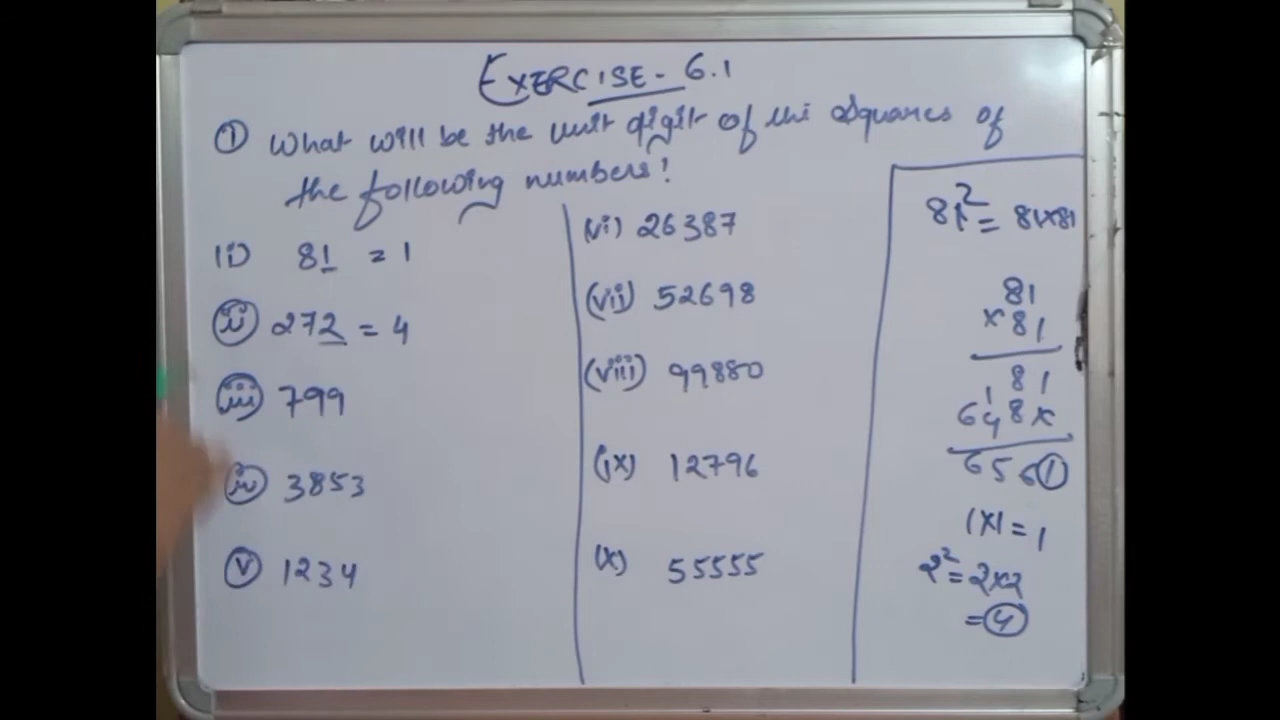 EXERCISE - 6.1
① What will be the unit digit of the squares of
the following numbers?
(i) 81 = 1
(ii) 272 = 4
(iii) 799
(iv) 3853
(v) 1234
(vi) 26387
(vii) 52698
(viii) 99880
(ix) 12796
(x) 55555
81² = 81×81
81
×81
81
648×
6561
1×1 = 1
2² = 2×2
= 4